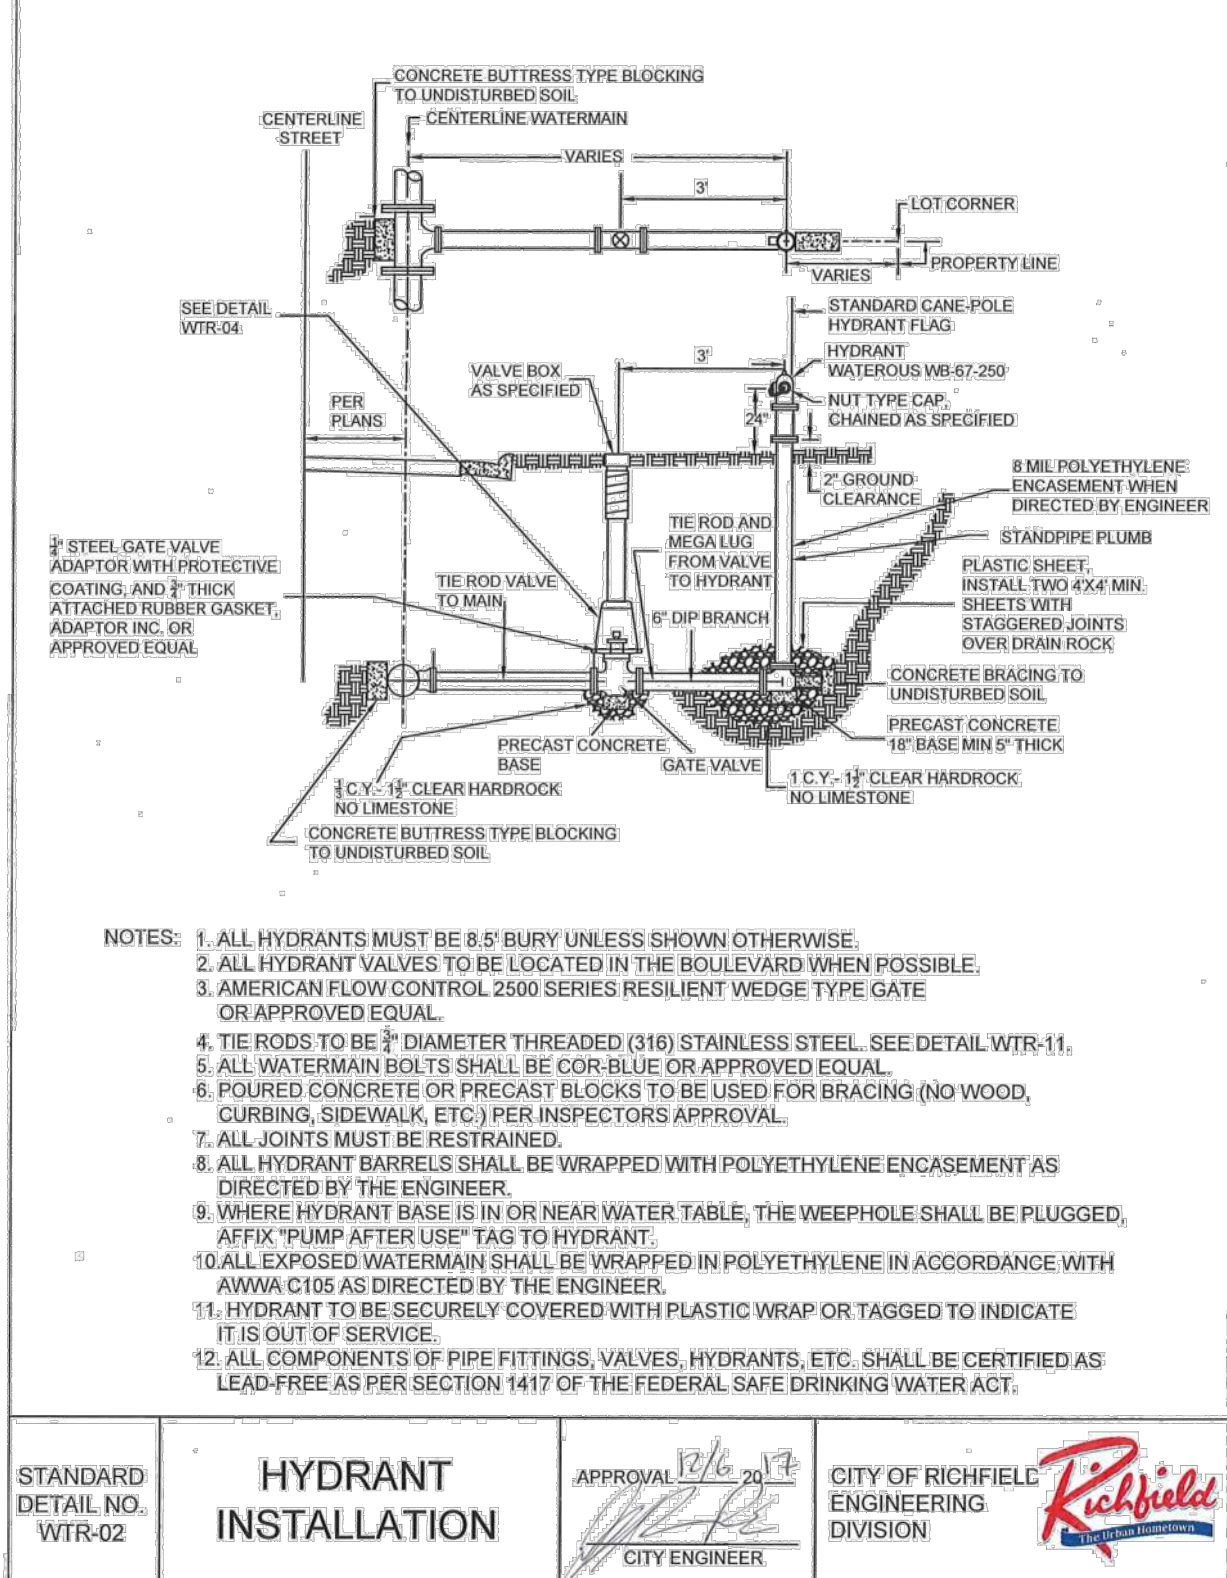 CONCRETE BUTTRESS TYPE BLOCKING
TO UNDISTURBED SOIL
CENTERLINE
STREET
CENTERLINE WATERMAIN
VARIES
3'
LOT CORNER
PROPERTY LINE
VARIES
SEE DETAIL
WTR-04
STANDARD CANE-POLE
HYDRANT FLAG
3'
HYDRANT
WATEROUS WB-67-250
VALVE BOX
AS SPECIFIED
PER
PLANS
24"
NUT TYPE CAP,
CHAINED AS SPECIFIED
2" GROUND
CLEARANCE
8 MIL POLYETHYLENE
ENCASEMENT WHEN
DIRECTED BY ENGINEER
STANDPIPE PLUMB
TIE ROD AND
MEGA LUG
FROM VALVE
TO HYDRANT
STEEL GATE VALVE
ADAPTOR WITH PROTECTIVE
COATING, AND 3/4" THICK
ATTACHED RUBBER GASKET,
ADAPTOR INC. OR
APPROVED EQUAL
TIE ROD VALVE
TO MAIN
6" DIP BRANCH
PLASTIC SHEET,
INSTALL TWO 4'X4' MIN.
SHEETS WITH
STAGGERED JOINTS
OVER DRAIN ROCK
CONCRETE BRACING TO
UNDISTURBED SOIL
PRECAST CONCRETE
18" BASE MIN 5" THICK
PRECAST CONCRETE
BASE
GATE VALVE
1/3 C.Y.- 1 1/2" CLEAR HARDROCK
NO LIMESTONE
1 C.Y.- 1 1/2" CLEAR HARDROCK
NO LIMESTONE
CONCRETE BUTTRESS TYPE BLOCKING
TO UNDISTURBED SOIL
NOTES: 1. ALL HYDRANTS MUST BE 8.5' BURY UNLESS SHOWN OTHERWISE.
2. ALL HYDRANT VALVES TO BE LOCATED IN THE BOULEVARD WHEN POSSIBLE.
3. AMERICAN FLOW CONTROL 2500 SERIES RESILIENT WEDGE TYPE GATE
OR APPROVED EQUAL.
4. TIE RODS TO BE 3/4" DIAMETER THREADED (316) STAINLESS STEEL. SEE DETAIL WTR-11.
5. ALL WATERMAIN BOLTS SHALL BE COR-BLUE OR APPROVED EQUAL.
6. POURED CONCRETE OR PRECAST BLOCKS TO BE USED FOR BRACING (NO WOOD,
CURBING, SIDEWALK, ETC.) PER INSPECTORS APPROVAL.
7. ALL JOINTS MUST BE RESTRAINED.
8. ALL HYDRANT BARRELS SHALL BE WRAPPED WITH POLYETHYLENE ENCASEMENT AS
DIRECTED BY THE ENGINEER.
9. WHERE HYDRANT BASE IS IN OR NEAR WATER TABLE, THE WEEPHOLE SHALL BE PLUGGED,
AFFIX "PUMP AFTER USE" TAG TO HYDRANT.
10. ALL EXPOSED WATERMAIN SHALL BE WRAPPED IN POLYETHYLENE IN ACCORDANCE WITH
AWWA C105 AS DIRECTED BY THE ENGINEER.
11. HYDRANT TO BE SECURELY COVERED WITH PLASTIC WRAP OR TAGGED TO INDICATE
IT IS OUT OF SERVICE.
12. ALL COMPONENTS OF PIPE FITTINGS, VALVES, HYDRANTS, ETC. SHALL BE CERTIFIED AS
LEAD-FREE AS PER SECTION 1417 OF THE FEDERAL SAFE DRINKING WATER ACT.
STANDARD
DETAIL NO.
WTR-02
HYDRANT
INSTALLATION
APPROVAL 12/6 2017
CITY ENGINEER
CITY OF RICHFIELD
ENGINEERING
DIVISION
Richfield
The Urban Hometown